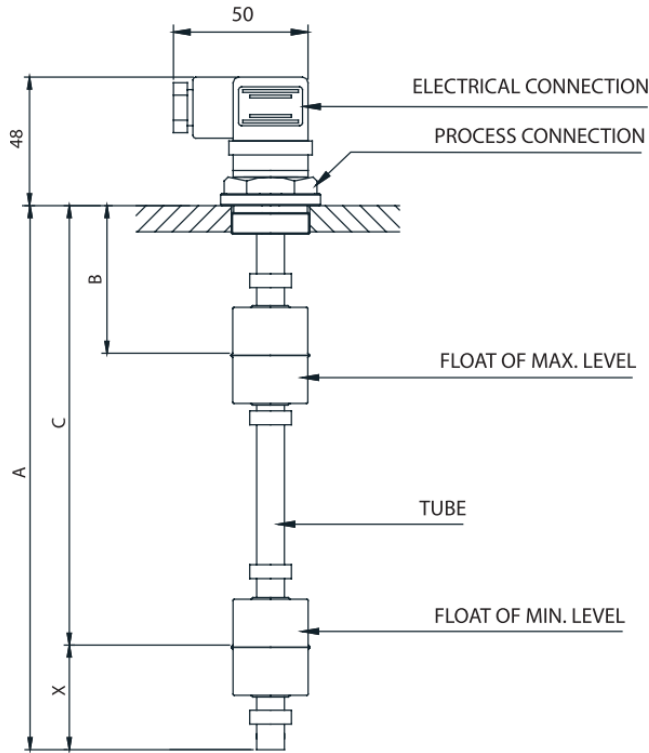 50
ELECTRICAL CONNECTION
48
PROCESS CONNECTION
B
FLOAT OF MAX. LEVEL
C
A
TUBE
FLOAT OF MIN. LEVEL
X